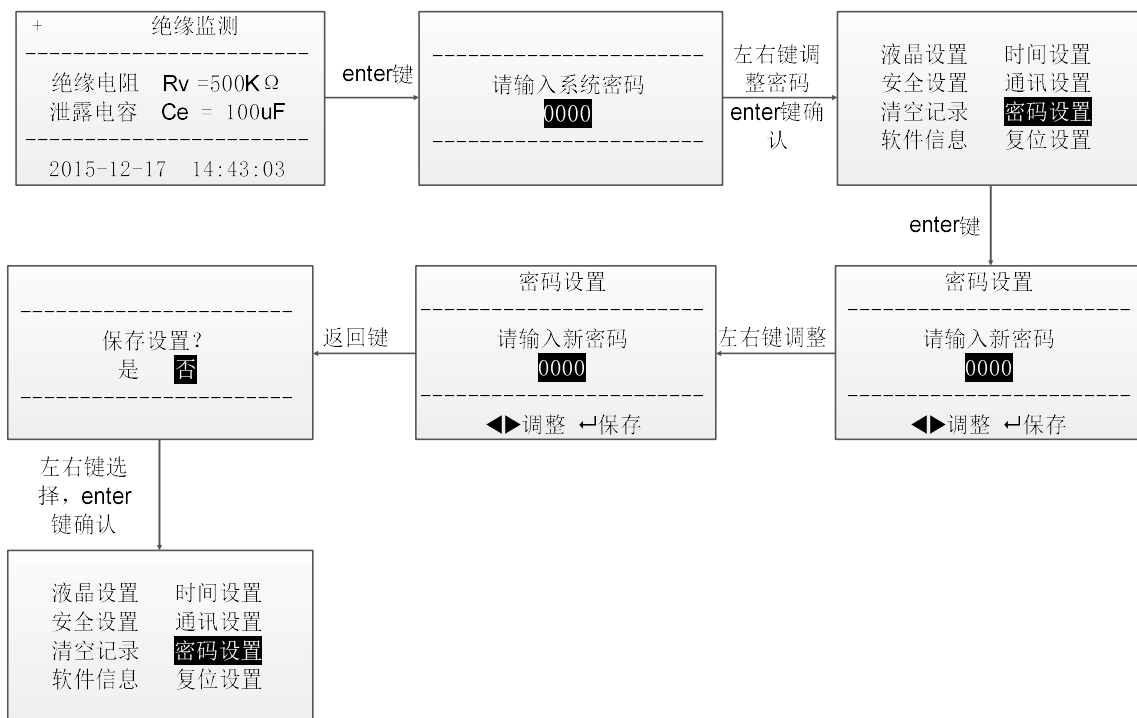 + 绝缘监测
绝缘电阻 Rv =500KΩ
泄露电容 Ce = 100uF
2015-12-17 14:43:03
enter键
请输入系统密码
0000
左右键调
整密码
enter键确
认
液晶设置 时间设置
安全设置 通讯设置
清空记录 密码设置
软件信息 复位设置
enter键
密码设置
请输入新密码
0000
◀▶调整 ↵保存
左右键调整
密码设置
请输入新密码
0000
◀▶调整 ↵保存
返回键
保存设置?
是 否
左右键选
择，enter
键确认
液晶设置 时间设置
安全设置 通讯设置
清空记录 密码设置
软件信息 复位设置